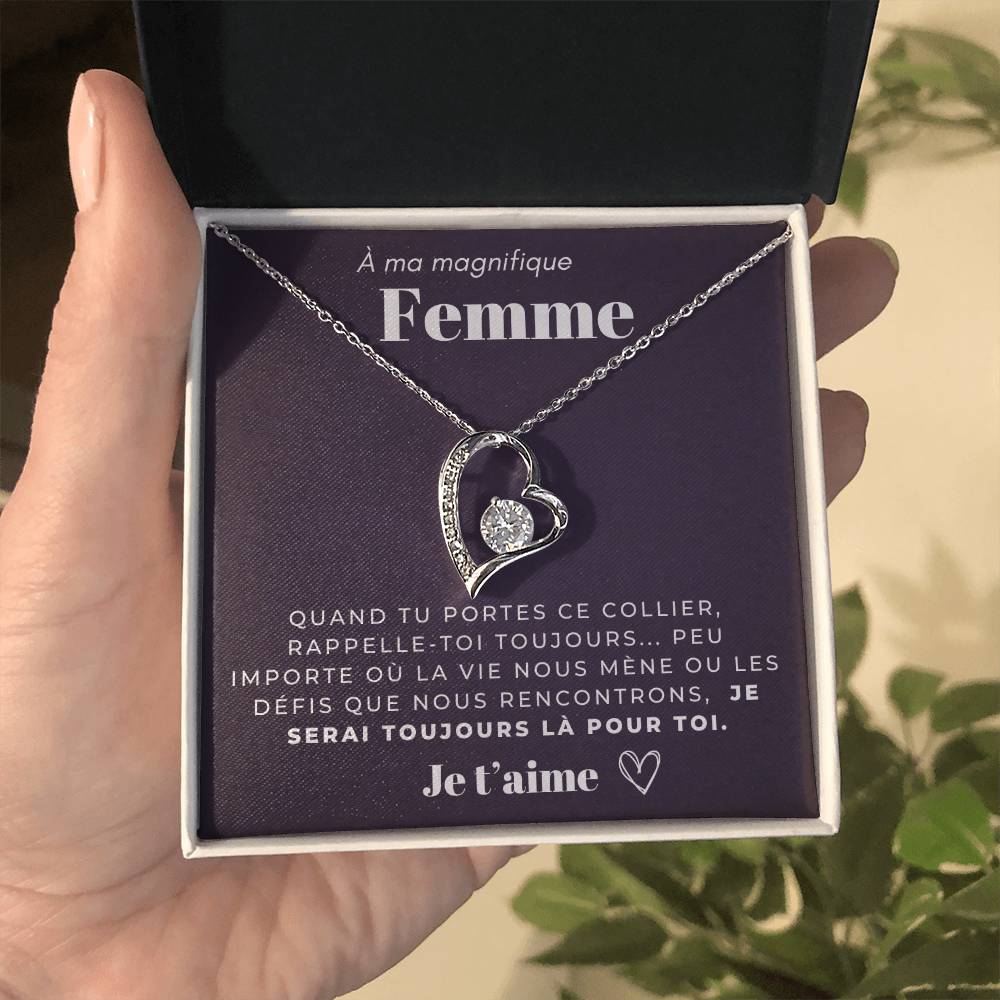 À ma magnifique
Femme
QUAND TU PORTES CE COLLIER,
RAPPELLE-TOI TOUJOURS... PEU
IMPORTE OÙ LA VIE NOUS MÈNE OU LES
DÉFIS QUE NOUS RENCONTRONS, JE
SERAI TOUJOURS LÀ POUR TOI.
Je t'aime